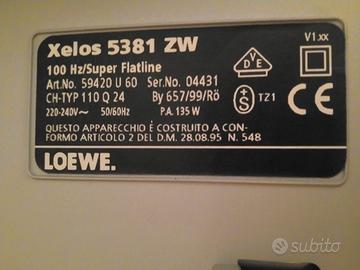 Xelos 5381 ZW
100 Hz/Super Flatline
Art.No. 59420 U 60 Ser.No. 04431
CH-TYP 110 Q 24 By 657/99/Rö
220-240V~ 50/60Hz P.A. 135 W
QUESTO APPARECCHIO È COSTRUITO A CON-
FORMO ARTICOLO 2 DEL D.M. 28.08.95 N. 548
LOEWE.
V1.xx
VDE
S TZ1 CE
subito